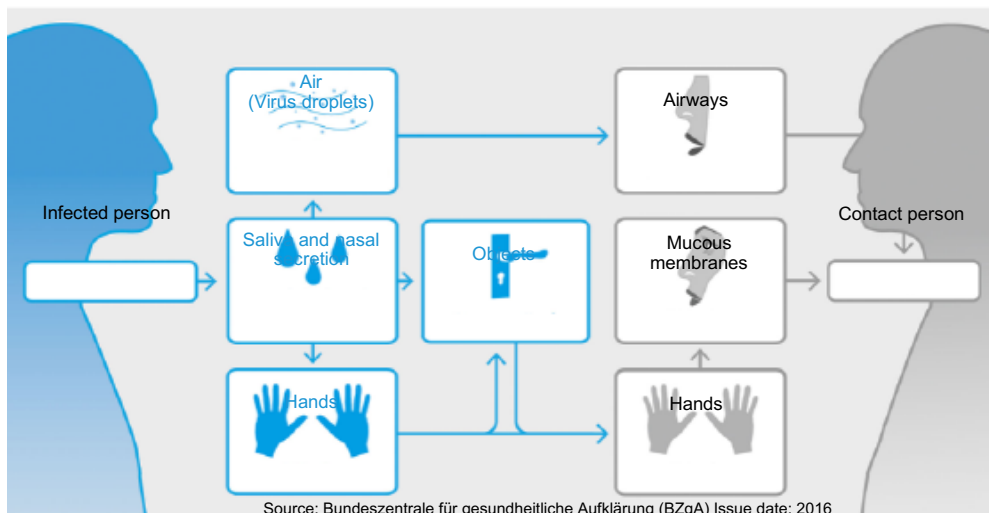 Air
(Virus droplets)
Airways
Infected person
Contact person
Saliva and nasal
secretion
Objects
Mucous
membranes
Hands
Hands
Source: Bundeszentrale für gesundheitliche Aufklärung (BZgA) Issue date: 2016